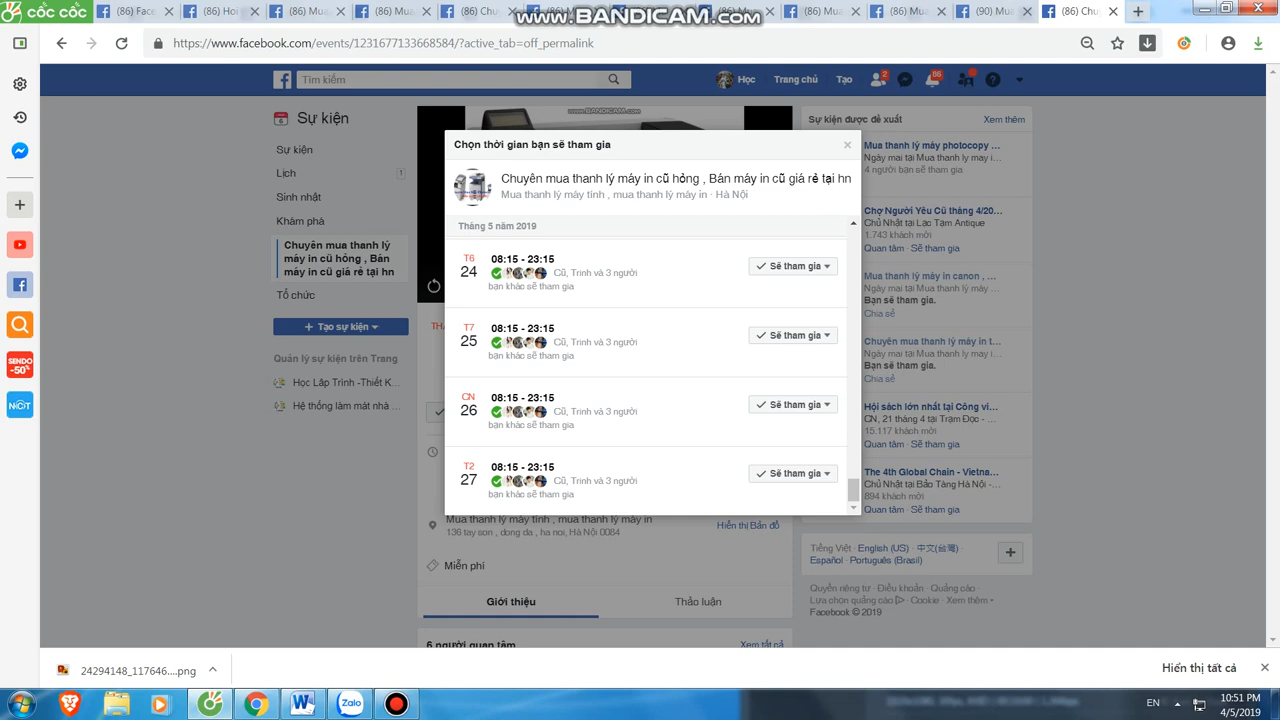 CỐC CỐC
(86) Face
(86) Hoi
(86) Mua
(86) Mua
(86) Chu
(86) Mua
(86) Mua
(90) Mua
(86) Chu
www.BANDICAM.com
https://www.facebook.com/events/1231677133668584/?active_tab=off_permalink
Tìm kiếm
Học
Trang chủ
Tạo
2
86
Sự kiện
Sự kiện
Lịch
1
Sinh nhật
Khám phá
Chuyên mua thanh lý
máy in cũ hỏng , Bán
máy in cũ giá rẻ tại hn
Tổ chức
+ Tạo sự kiện
Quản lý sự kiện trên Trang
Học Lập Trình -Thiết K...
Hệ thống làm mát nhà ...
www.BANDICAM.com
Chọn thời gian bạn sẽ tham gia
Chuyên mua thanh lý máy in cũ hỏng , Bán máy in cũ giá rẻ tại hn
Mua thanh lý máy tính , mua thanh lý máy in · Hà Nội
Tháng 5 năm 2019
T6
24
08:15 - 23:15
Cũ, Trinh và 3 người
bạn khác sẽ tham gia
Sẽ tham gia
T7
25
08:15 - 23:15
Cũ, Trinh và 3 người
bạn khác sẽ tham gia
Sẽ tham gia
CN
26
08:15 - 23:15
Cũ, Trinh và 3 người
bạn khác sẽ tham gia
Sẽ tham gia
T2
27
08:15 - 23:15
Cũ, Trinh và 3 người
bạn khác sẽ tham gia
Sẽ tham gia
Mua thanh lý máy tính , mua thanh lý máy in
136 tay son , dong da , ha noi, Hà Nội 0084
Hiển thị Bản đồ
Miễn phí
Giới thiệu
Thảo luận
6 người quan tâm
Xem tất cả
Sự kiện được đề xuất
Xem thêm
Mua thanh lý máy photocopy ...
Ngày mai tại Mua thanh ly may i...
4 người bạn sẽ tham gia
Chợ Người Yêu Cũ tháng 4/20...
Chủ Nhật tại Lạc Tạm Antique
1.743 khách mời
Quan tâm · Sẽ tham gia
Mua thanh lý máy in canon , ...
Ngày mai tại Mua thanh lý máy ...
Bạn sẽ tham gia.
Chia sẻ
Chuyên mua thanh lý máy in t...
Ngày mai tại Mua thanh lý máy ...
Bạn sẽ tham gia.
Chia sẻ
Hội sách lớn nhất tại Công vi...
CN, 21 tháng 4 tại Trạm Đọc - ...
15.117 khách mời
Quan tâm · Sẽ tham gia
The 4th Global Chain - Vietna...
Chủ Nhật tại Bảo Tàng Hà Nội - ...
894 khách mời
Quan tâm · Sẽ tham gia
Tiếng Việt · English (US) · 中文(台灣) ·
Español · Português (Brasil)
Quyền riêng tư · Điều khoản · Quảng cáo ·
Lựa chọn quảng cáo · Cookie · Xem thêm
Facebook © 2019
SENDO
-50%
NCT
24294148_117646....png
Hiển thị tất cả
Zalo
EN
10:51 PM
4/5/2019